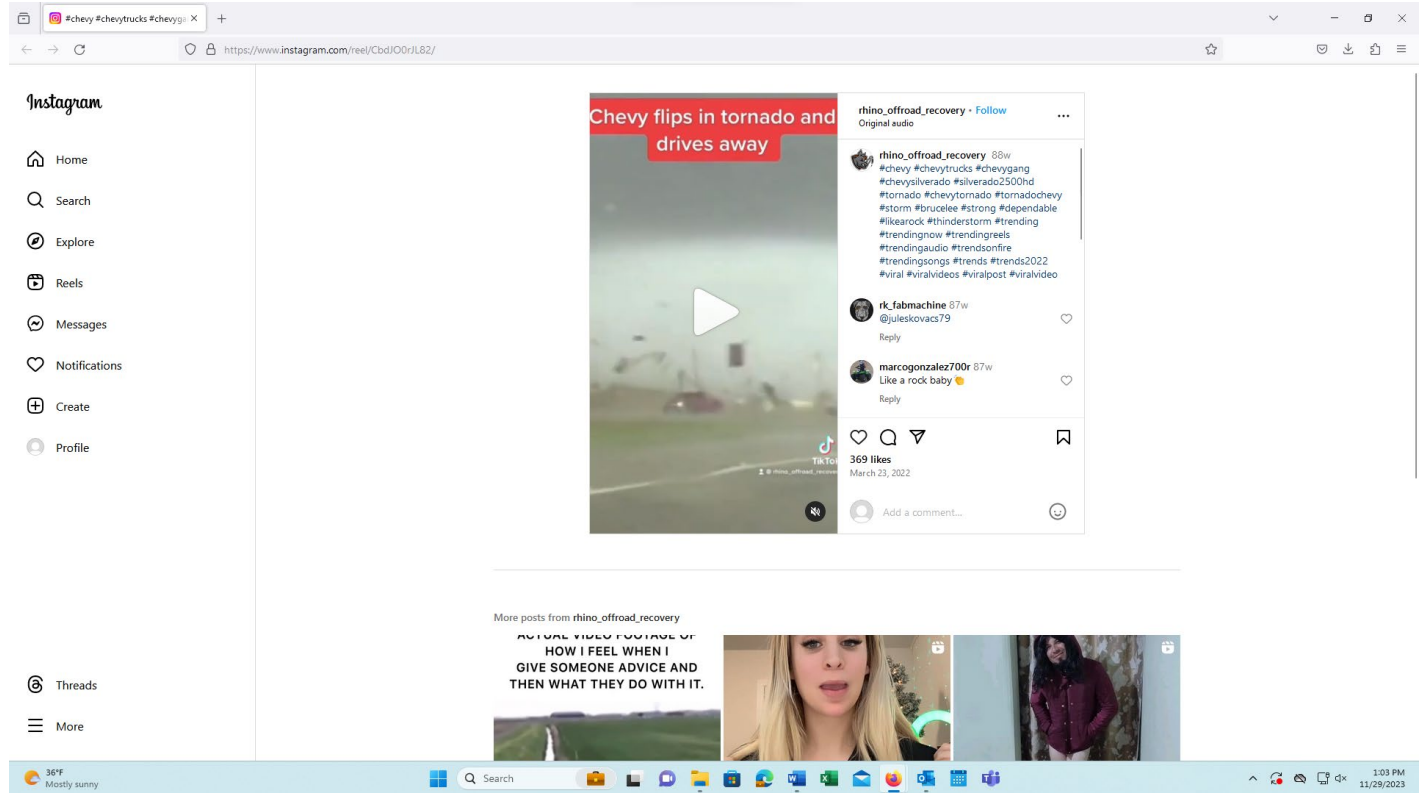 #chevy #chevytrucks #chevyga
https://www.instagram.com/reel/CbdJO0rJL82/
Instagram
Home
Search
Explore
Reels
Messages
Notifications
Create
Profile
Threads
More
Chevy flips in tornado and
drives away
TikTo
rhino_offroad_recovery • Follow
Original audio
rhino_offroad_recovery 88w
#chevy #chevytrucks #chevygang
#chevysilverado #silverado2500hd
#tornado #chevytornado #tornadochevy
#storm #brucelee #strong #dependable
#likearock #thinderstorm #trending
#trendingnow #trendingreels
#trendingaudio #trendsonfire
#trendingsongs #trends #trends2022
#viral #viralvideos #viralpost #viralvideo
rk_fabmachine 87w
@juleskovacs79
Reply
marcogonzalez700r 87w
Like a rock baby 👏
Reply
369 likes
March 23, 2022
Add a comment...
More posts from rhino_offroad_recovery
ACTUAL VIDEO FOOTAGE OF
HOW I FEEL WHEN I
GIVE SOMEONE ADVICE AND
THEN WHAT THEY DO WITH IT.
36°F
Mostly sunny
Search
1:03 PM
11/29/2023